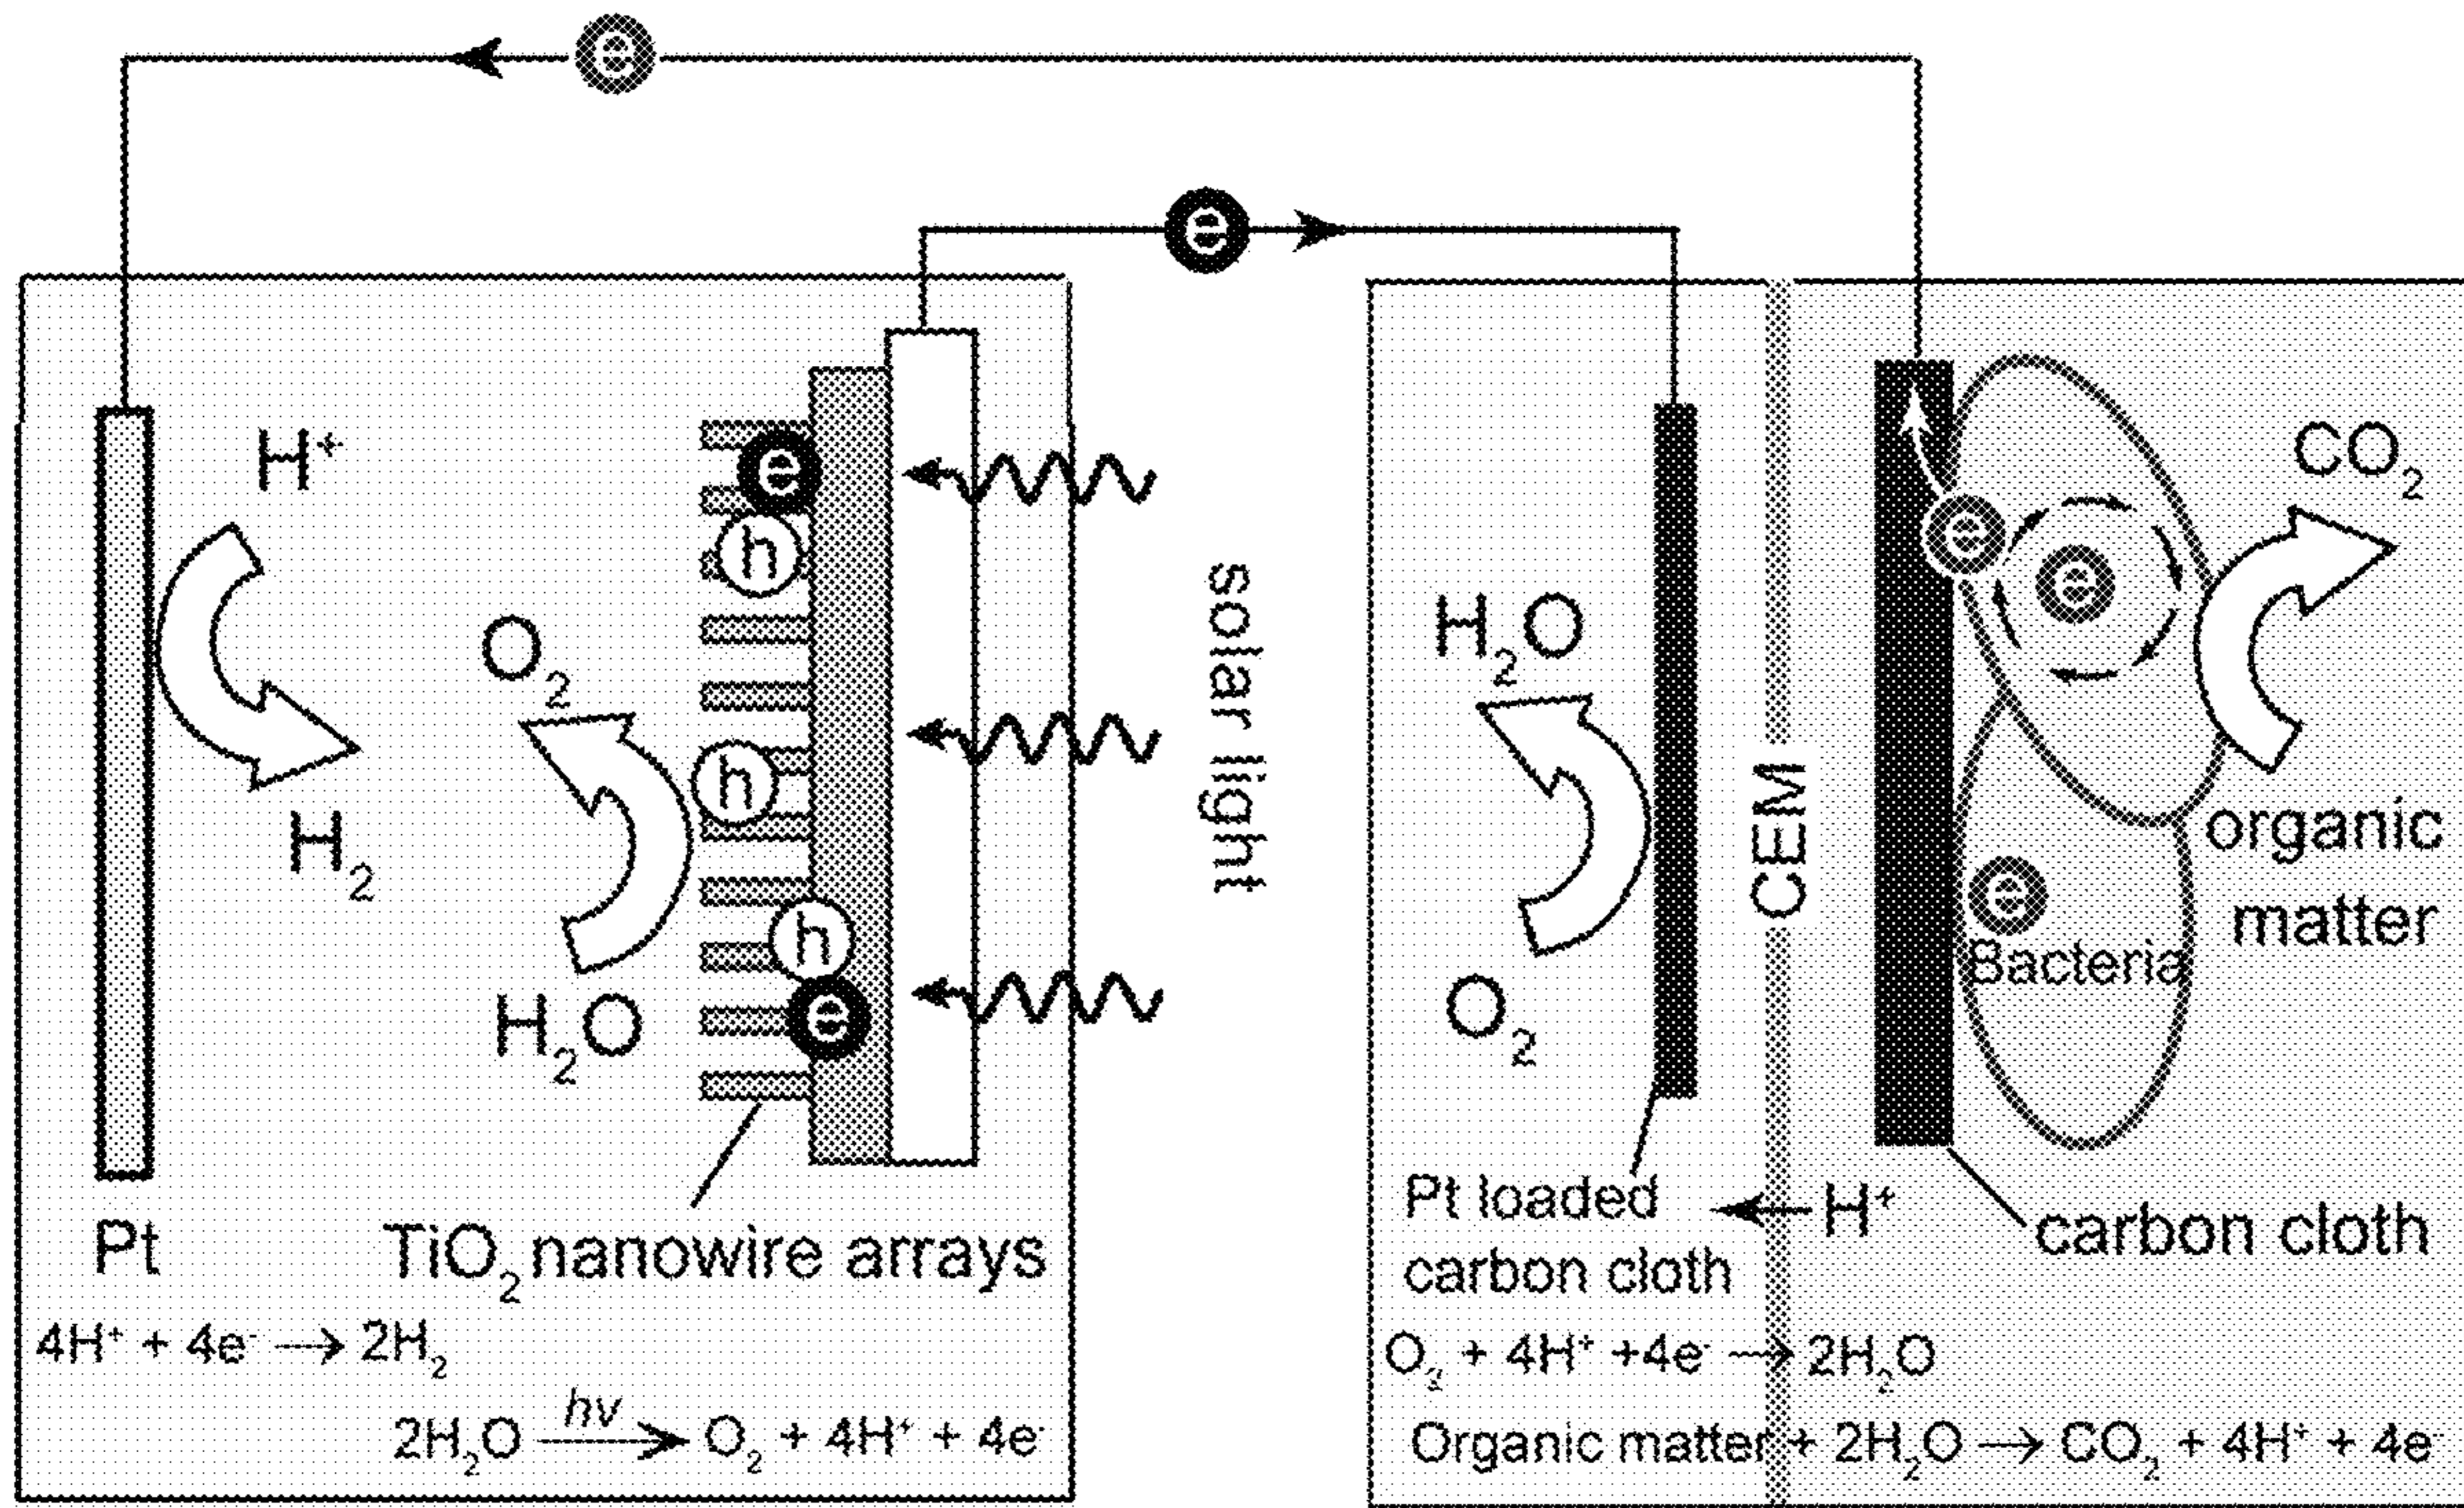 e
e
H⁺
H₂
O₂
H₂O
e
h
h
h
e
solar light
Pt
TiO₂ nanowire arrays
4H⁺ + 4e⁻ → 2H₂
2H₂O hν → O₂ + 4H⁺ + 4e⁻
H₂O
O₂
CEM
Pt loaded
carbon cloth
H⁺
e
e
e
Bacteria
CO₂
organic
matter
carbon cloth
O₂ + 4H⁺ +4e⁻ → 2H₂O
Organic matter + 2H₂O → CO₂ + 4H⁺ + 4e⁻